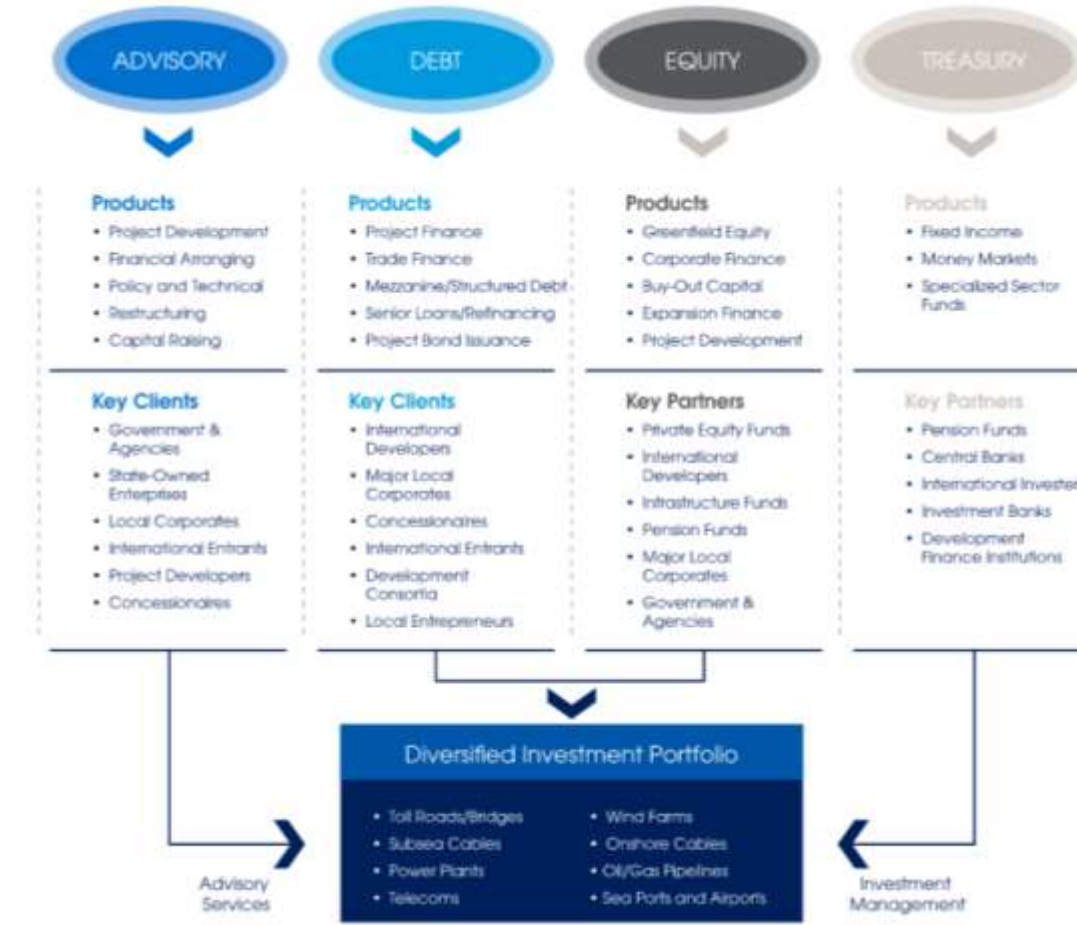 ADVISORY
DEBT
EQUITY
TREASURY
Products
• Project Development
• Financial Arranging
• Policy and Technical
• Restructuring
• Capital Raising
Key Clients
• Government &
Agencies
• State-Owned
Enterprises
• Local Corporates
• International Entrants
• Project Developers
• Concessionaires
Products
• Project Finance
• Trade Finance
• Mezzanine/Structured Debt
• Senior Loans/Refinancing
• Project Bond Issuance
Key Clients
• International
Developers
• Major Local
Corporates
• Concessionaires
• International Entrants
• Development
Consortia
• Local Entrepreneurs
Products
• Greenfield Equity
• Corporate Finance
• Buy-Out Capital
• Expansion Finance
• Project Development
Key Partners
• Private Equity Funds
• International
Developers
• Infrastructure Funds
• Pension Funds
• Major Local
Corporates
• Government &
Agencies
Products
• Fixed Income
• Money Markets
• Specialized Sector
Funds
Key Partners
• Pension Funds
• Central Banks
• International Invester
• Investment Banks
• Development
Finance Institutions
Diversified Investment Portfolio
• Toll Roads/Bridges
• Subsea Cables
• Power Plants
• Telecoms
• Wind Farms
• Onshore Cables
• Oil/Gas Pipelines
• Sea Ports and Airports
Advisory
Services
Investment
Management